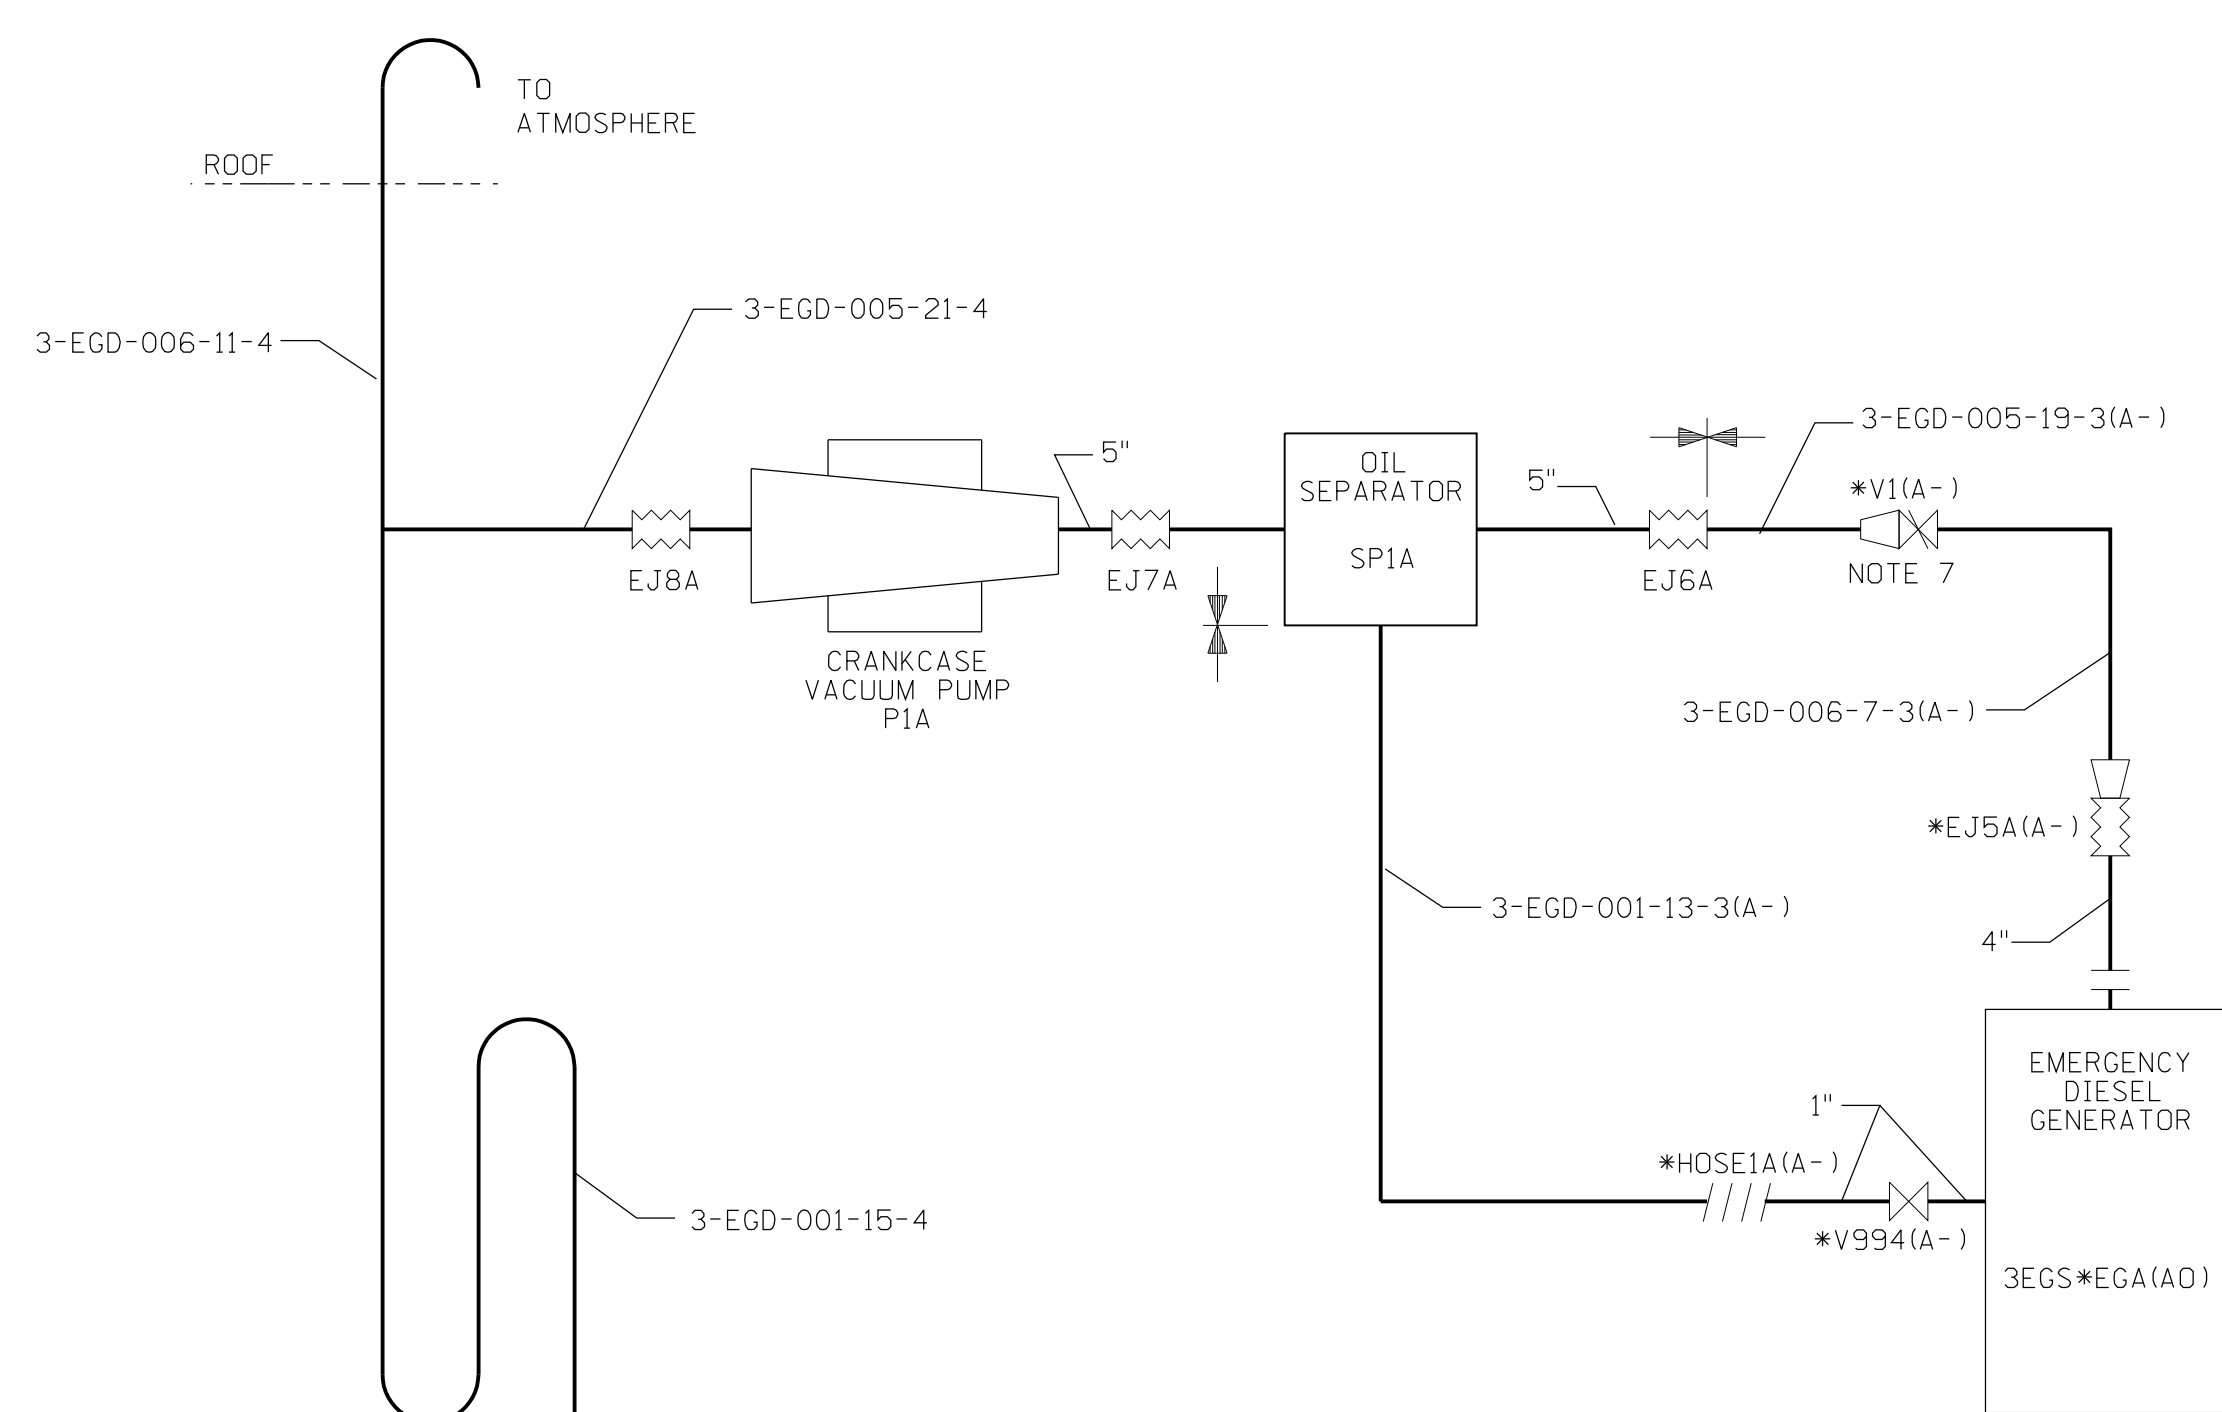 TO
ATMOSPHERE
ROOF
3-EGD-005-21-4
3-EGD-006-11-4
3-EGD-005-19-3(A-)
5"
OIL
SEPARATOR
SP1A
5"
*V1(A-)
NOTE 7
EJ8A
EJ7A
EJ6A
CRANKCASE
VACUUM PUMP
P1A
3-EGD-006-7-3(A-)
*EJ5A(A-)
3-EGD-001-13-3(A-)
4"
EMERGENCY
DIESEL
GENERATOR
1"
*HOSE1A(A-)
3-EGD-001-15-4
*V994(A-)
3EGS*EGA(AO)